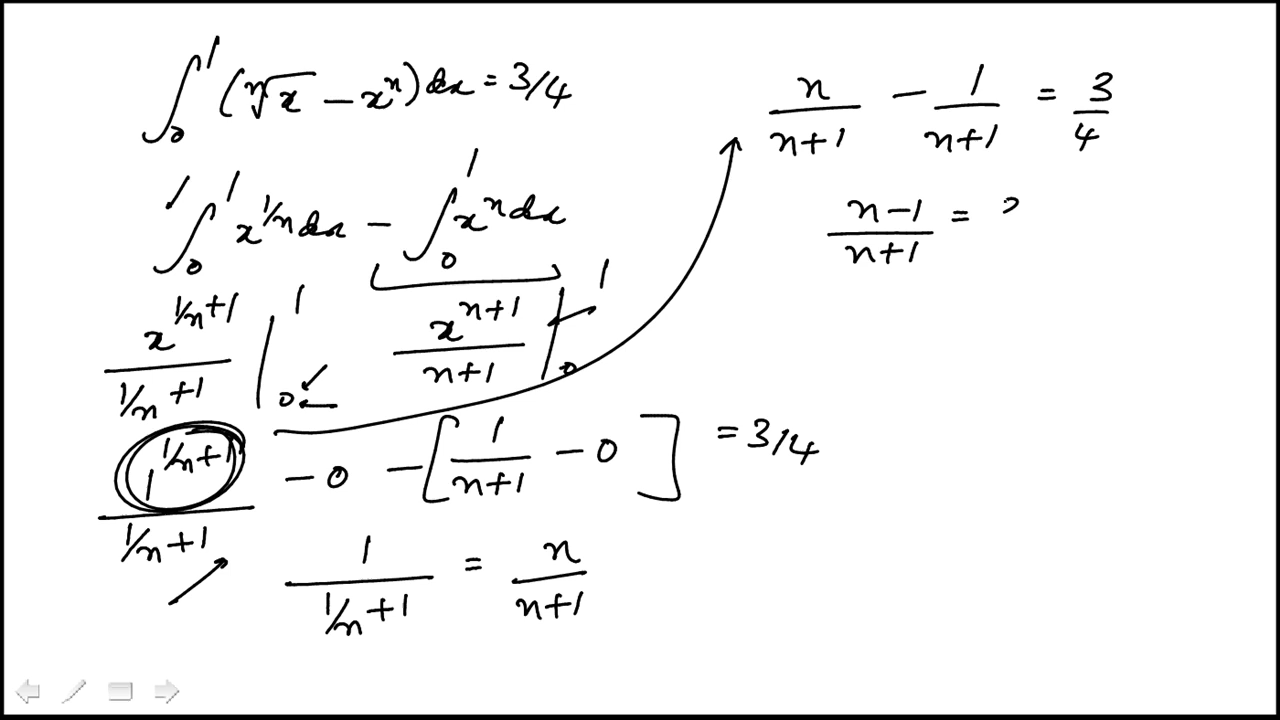 ∫₀¹ (ⁿ√x − xⁿ) dx = 3/4
∫₀¹ x^(1/n) dx − ∫₀¹ xⁿ dx
x^(1/n+1) / (1/n+1) |₀¹ x^(n+1) / (n+1) |₀¹
1^(1/n+1) / (1/n+1) − 0 − [1/(n+1) − 0] = 3/4
1 / (1/n+1) = n/(n+1)
n/(n+1) − 1/(n+1) = 3/4
(n−1)/(n+1) =